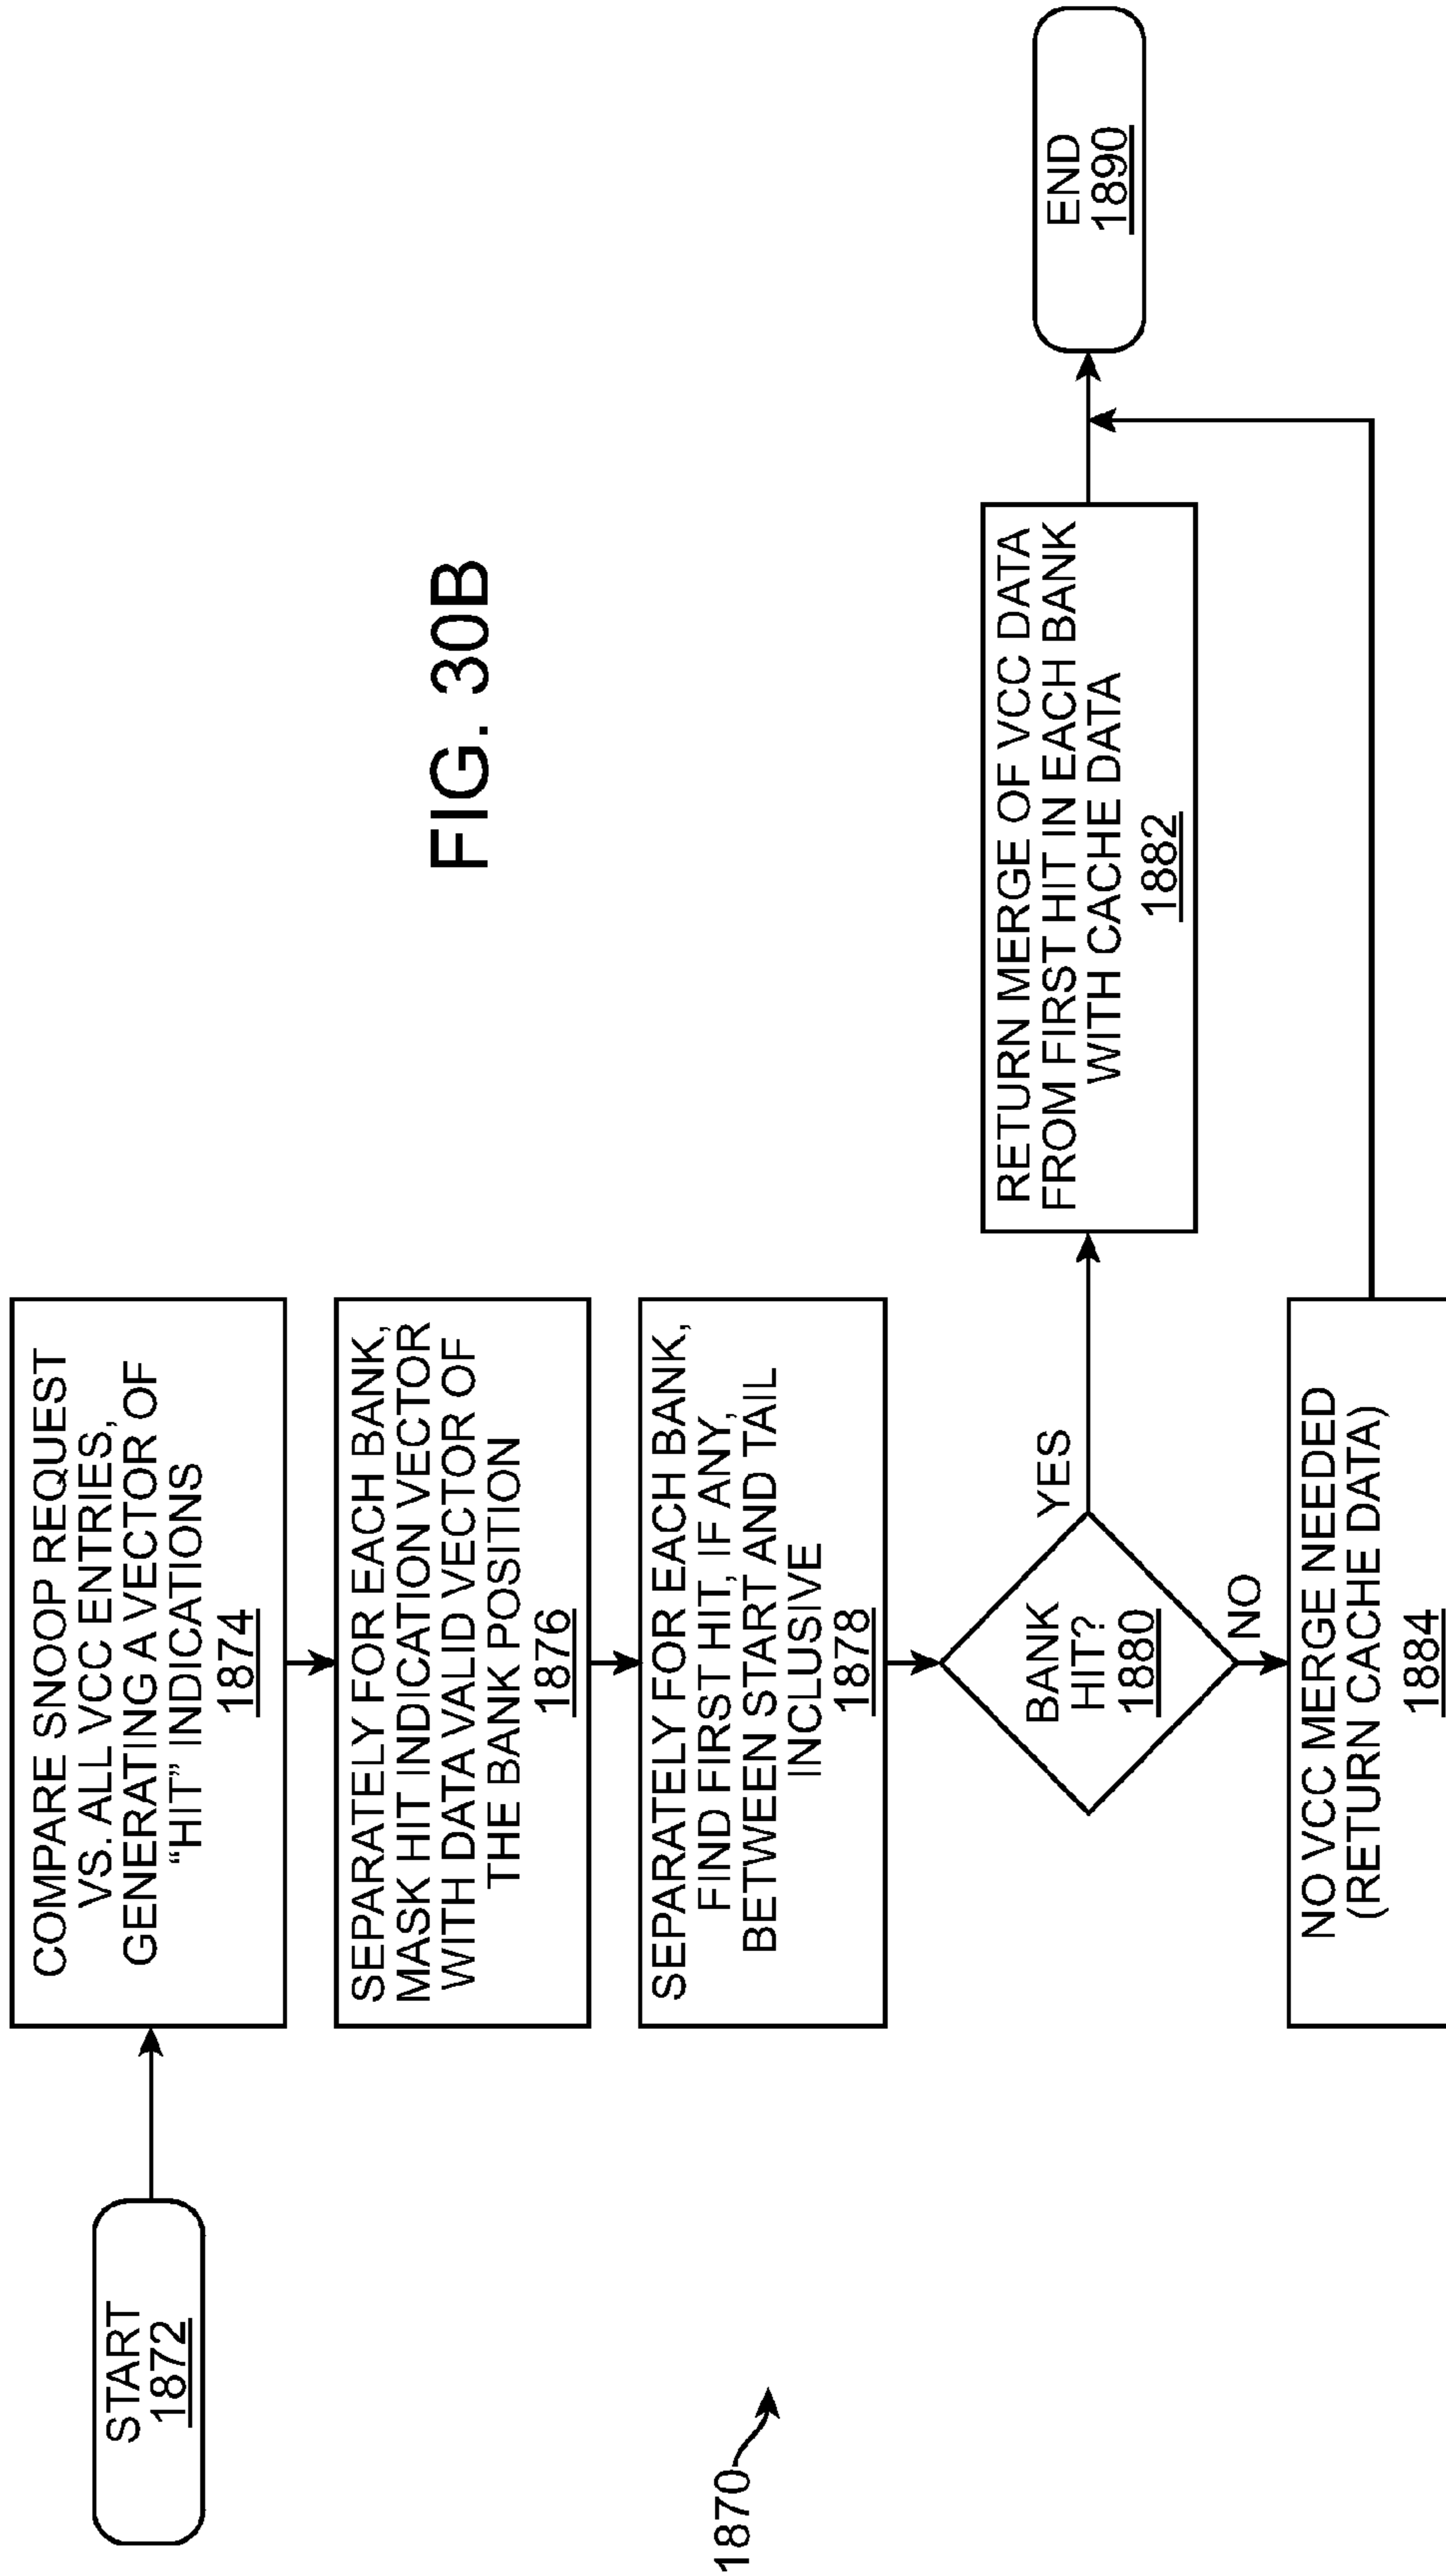 START
1872
COMPARE SNOOP REQUEST
VS. ALL VCC ENTRIES,
GENERATING A VECTOR OF
“HIT” INDICATIONS
1874
SEPARATELY FOR EACH BANK,
MASK HIT INDICATION VECTOR
WITH DATA VALID VECTOR OF
THE BANK POSITION
1876
SEPARATELY FOR EACH BANK,
FIND FIRST HIT, IF ANY,
BETWEEN START AND TAIL
INCLUSIVE
1878
BANK
HIT?
1880
YES
NO
RETURN MERGE OF VCC DATA
FROM FIRST HIT IN EACH BANK
WITH CACHE DATA
1882
NO VCC MERGE NEEDED
(RETURN CACHE DATA)
1884
END
1890
1870
FIG. 30B